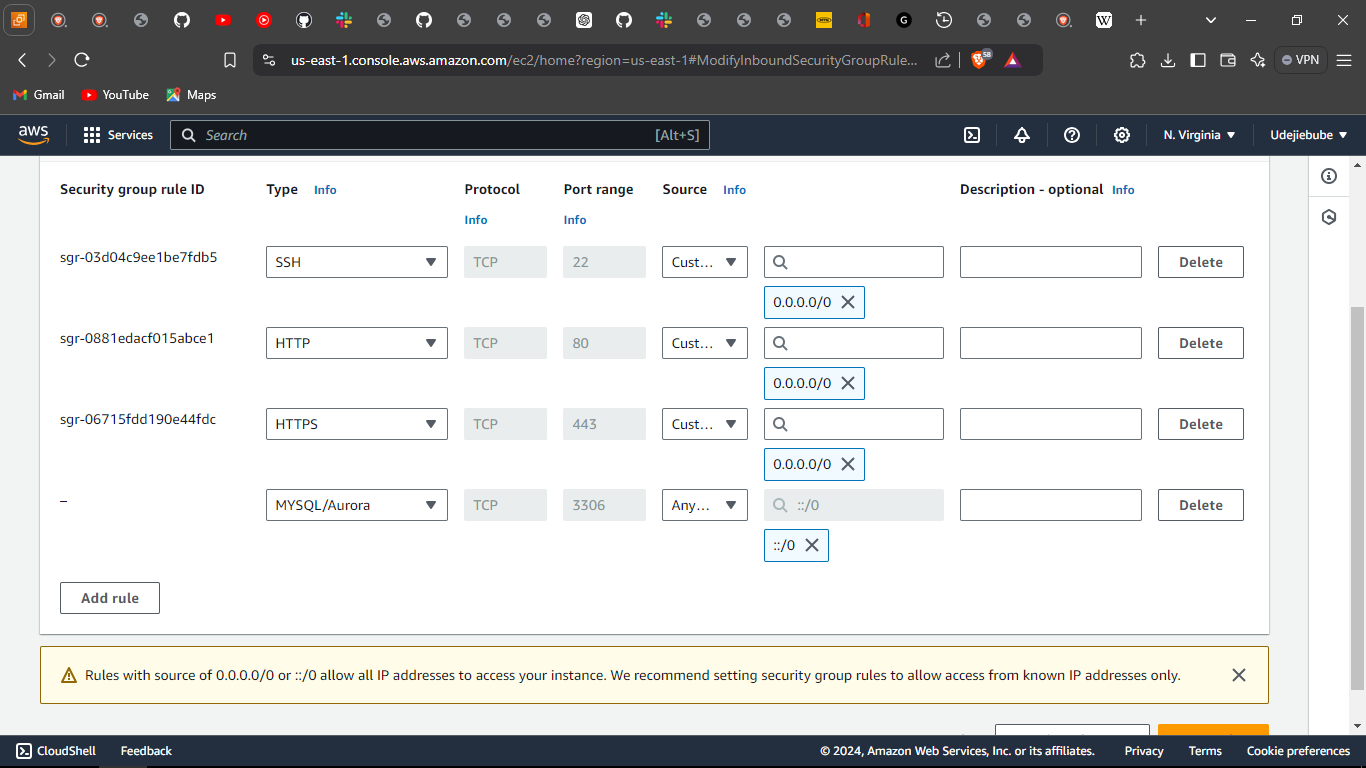 us-east-1.console.aws.amazon.com/ec2/home?region=us-east-1#ModifyInboundSecurityGroupRule...
58
VPN
Gmail
YouTube
Maps
aws
Services
Search
[Alt+S]
N. Virginia
Udejiebube
Security group rule ID
Type Info
Protocol
Info
Port range
Info
Source Info
Description - optional Info
sgr-03d04c9ee1be7fdb5
SSH
TCP
22
Cust...
Delete
0.0.0.0/0
sgr-0881edacf015abce1
HTTP
TCP
80
Cust...
Delete
0.0.0.0/0
sgr-06715fdd190e44fdc
HTTPS
TCP
443
Cust...
Delete
0.0.0.0/0
–
MYSQL/Aurora
TCP
3306
Any...
::/0
Delete
::/0
Add rule
Rules with source of 0.0.0.0/0 or ::/0 allow all IP addresses to access your instance. We recommend setting security group rules to allow access from known IP addresses only.
CloudShell
Feedback
© 2024, Amazon Web Services, Inc. or its affiliates.
Privacy
Terms
Cookie preferences